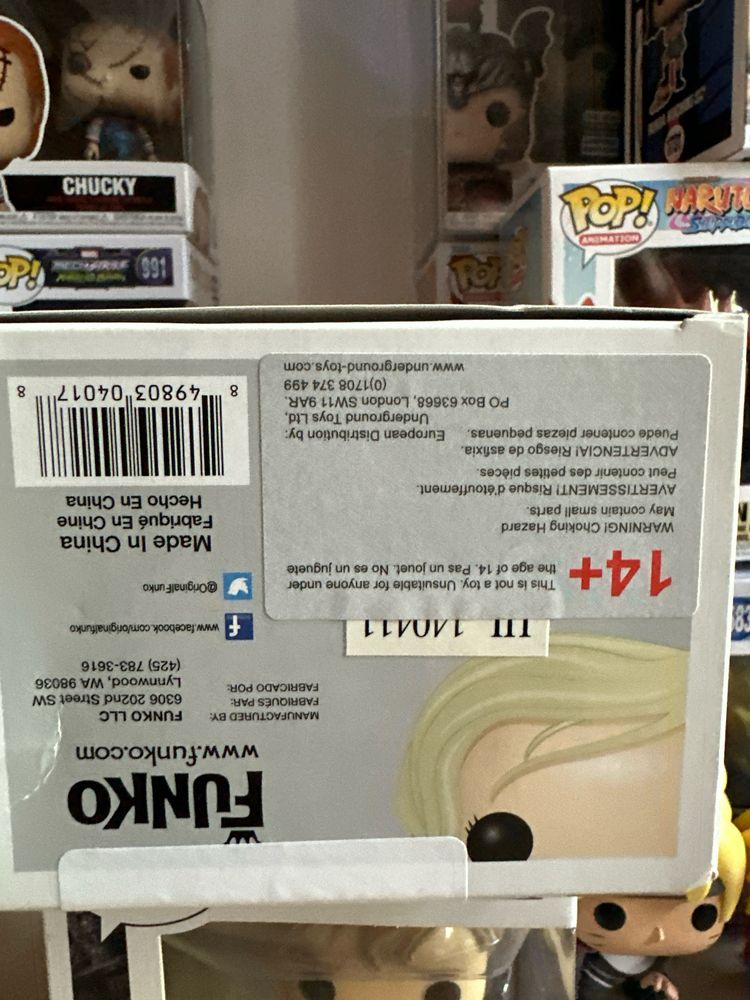 CHUCKY
OP!
MARVEL
991
POP!
POP!
ANIMATION
NARUTO
FUNKO
www.funko.com
MANUFACTURED BY:
FABRIQUÉS PAR:
FABRICADO POR:
FUNKO LLC
6306 202nd Street SW
Lynnwood, WA 98036
(425) 783-3616
www.facebook.com/originalfunko
@OriginalFunko
Made In China
Fabriqué En Chine
Hecho En China
8 49803 04017 8
14+
This is not a toy. Unsuitable for anyone under
the age of 14. Pas un jouet. No es un juguete
WARNING! Choking Hazard
May contain small parts.
AVERTISSEMENT! Risque d'étouffement.
Peut contenir des petites pièces.
ADVERTENCIA! Riesgo de asfixia.
Puede contener piezas pequenas.
European Distribution by:
Underground Toys Ltd,
PO Box 63668, London SW11 9AR.
(0)1708 374 499
www.underground-toys.com